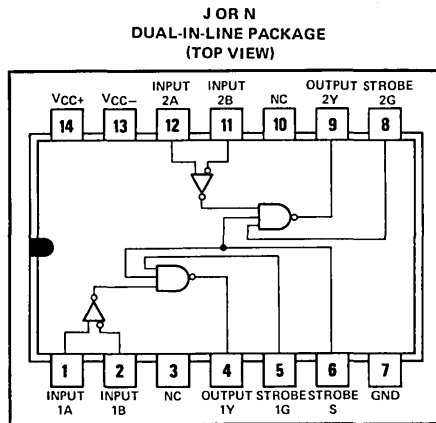 J OR N
DUAL-IN-LINE PACKAGE
(TOP VIEW)
INPUT INPUT OUTPUT STROBE
VCC+ VCC− 2A 2B NC 2Y 2G
14 13 12 11 10 9 8
1 2 3 4 5 6 7
INPUT INPUT NC OUTPUT STROBE STROBE GND
1A 1B 1Y 1G S